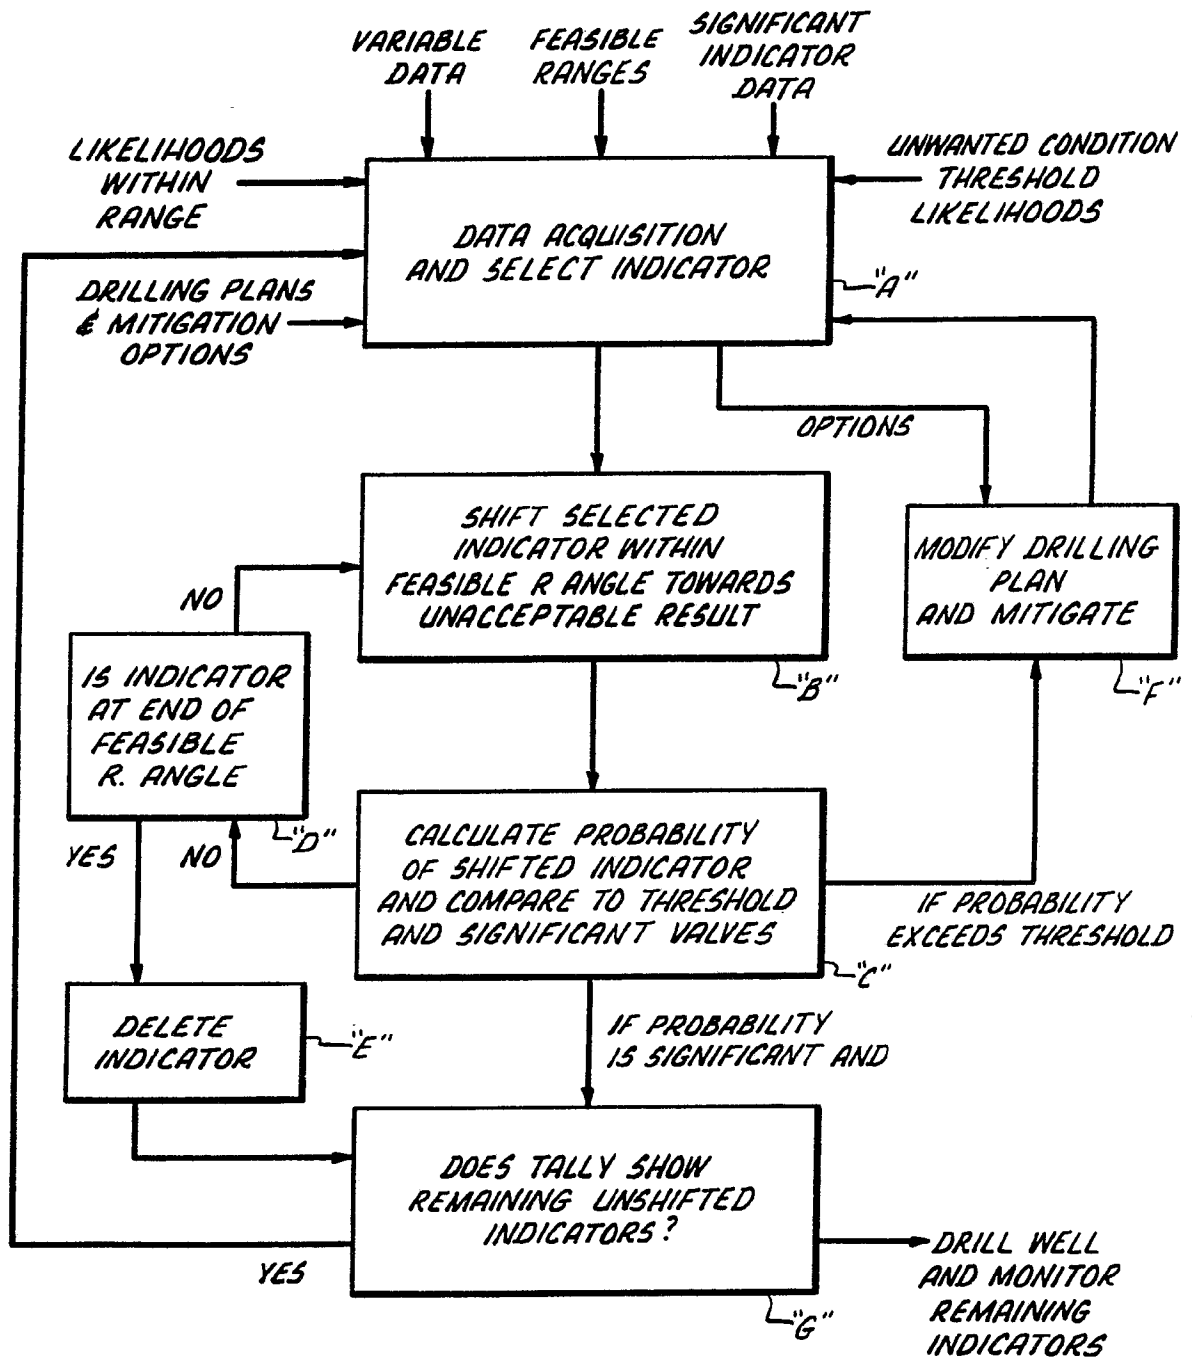 VARIABLE
DATA
FEASIBLE
RANGES
SIGNIFICANT
INDICATOR
DATA
LIKELIHOODS
WITHIN
RANGE
UNWANTED CONDITION
THRESHOLD
LIKELIHOODS
DATA ACQUISITION
AND SELECT INDICATOR
"A"
DRILLING PLANS
& MITIGATION
OPTIONS
OPTIONS
SHIFT SELECTED
INDICATOR WITHIN
FEASIBLE R ANGLE TOWARDS
UNACCEPTABLE RESULT
"B"
MODIFY DRILLING
PLAN
AND MITIGATE
"F"
NO
IS INDICATOR
AT END OF
FEASIBLE
R. ANGLE
"D"
YES
NO
CALCULATE PROBABILITY
OF SHIFTED INDICATOR
AND COMPARE TO THRESHOLD
AND SIGNIFICANT VALVES
"C"
IF PROBABILITY
EXCEEDS THRESHOLD
DELETE
INDICATOR
"E"
IF PROBABILITY
IS SIGNIFICANT AND
DOES TALLY SHOW
REMAINING UNSHIFTED
INDICATORS?
"G"
YES
DRILL WELL
AND MONITOR
REMAINING
INDICATORS